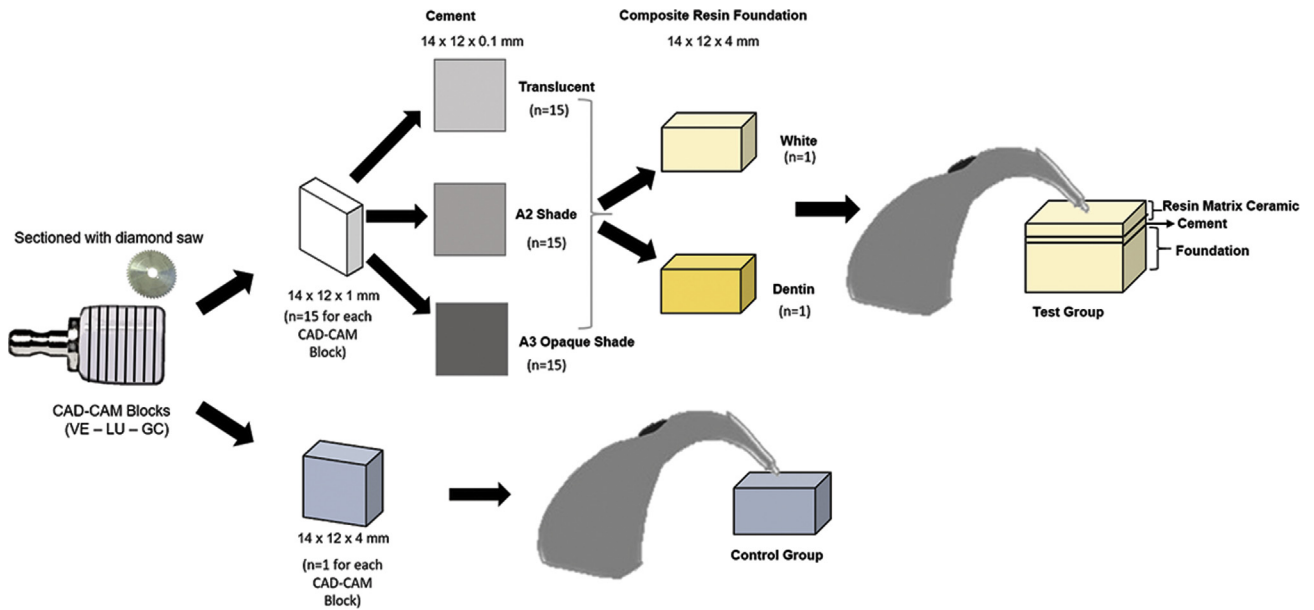 Sectioned with diamond saw
CAD-CAM Blocks
(VE – LU – GC)
14 x 12 x 1 mm
(n=15 for each
CAD-CAM
Block)
Cement
14 x 12 x 0.1 mm
Translucent
(n=15)
A2 Shade
(n=15)
A3 Opaque Shade
(n=15)
Composite Resin Foundation
14 x 12 x 4 mm
White
(n=1)
Dentin
(n=1)
Resin Matrix Ceramic
Cement
Foundation
Test Group
14 x 12 x 4 mm
(n=1 for each
CAD-CAM
Block)
Control Group